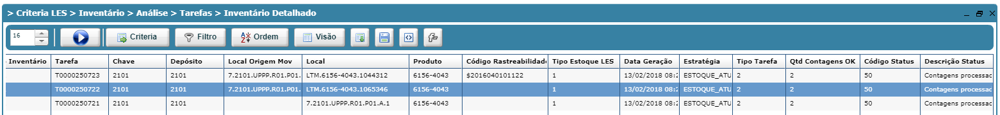 > Criteria LES > Inventário > Análise > Tarefas > Inventário Detalhado
16 Criteria Filtro Ordem Visão
Inventário Tarefa Chave Depósito Local Origem Mov Local Produto Código Rastreabilidad Tipo Estoque LES Data Geração Estratégia Tipo Tarefa Qtd Contagens OK Código Status Descrição Status
T0000250723 2101 2101 7.2101.UPPP.R01.P01. LTM.6156-4043.1044312 6156-4043 $2016040101122 1 13/02/2018 08:2 ESTOQUE_ATU 2 2 50 Contagens processac
T0000250722 2101 2101 7.2101.UPPP.R01.P01. LTM.6156-4043.1065346 6156-4043 1 13/02/2018 08:2 ESTOQUE_ATU 2 2 50 Contagens processac
T0000250721 2101 2101 7.2101.UPPP.R01.P01.A.1 6156-4043 1 13/02/2018 08:2 ESTOQUE_ATU 2 2 50 Contagens processac